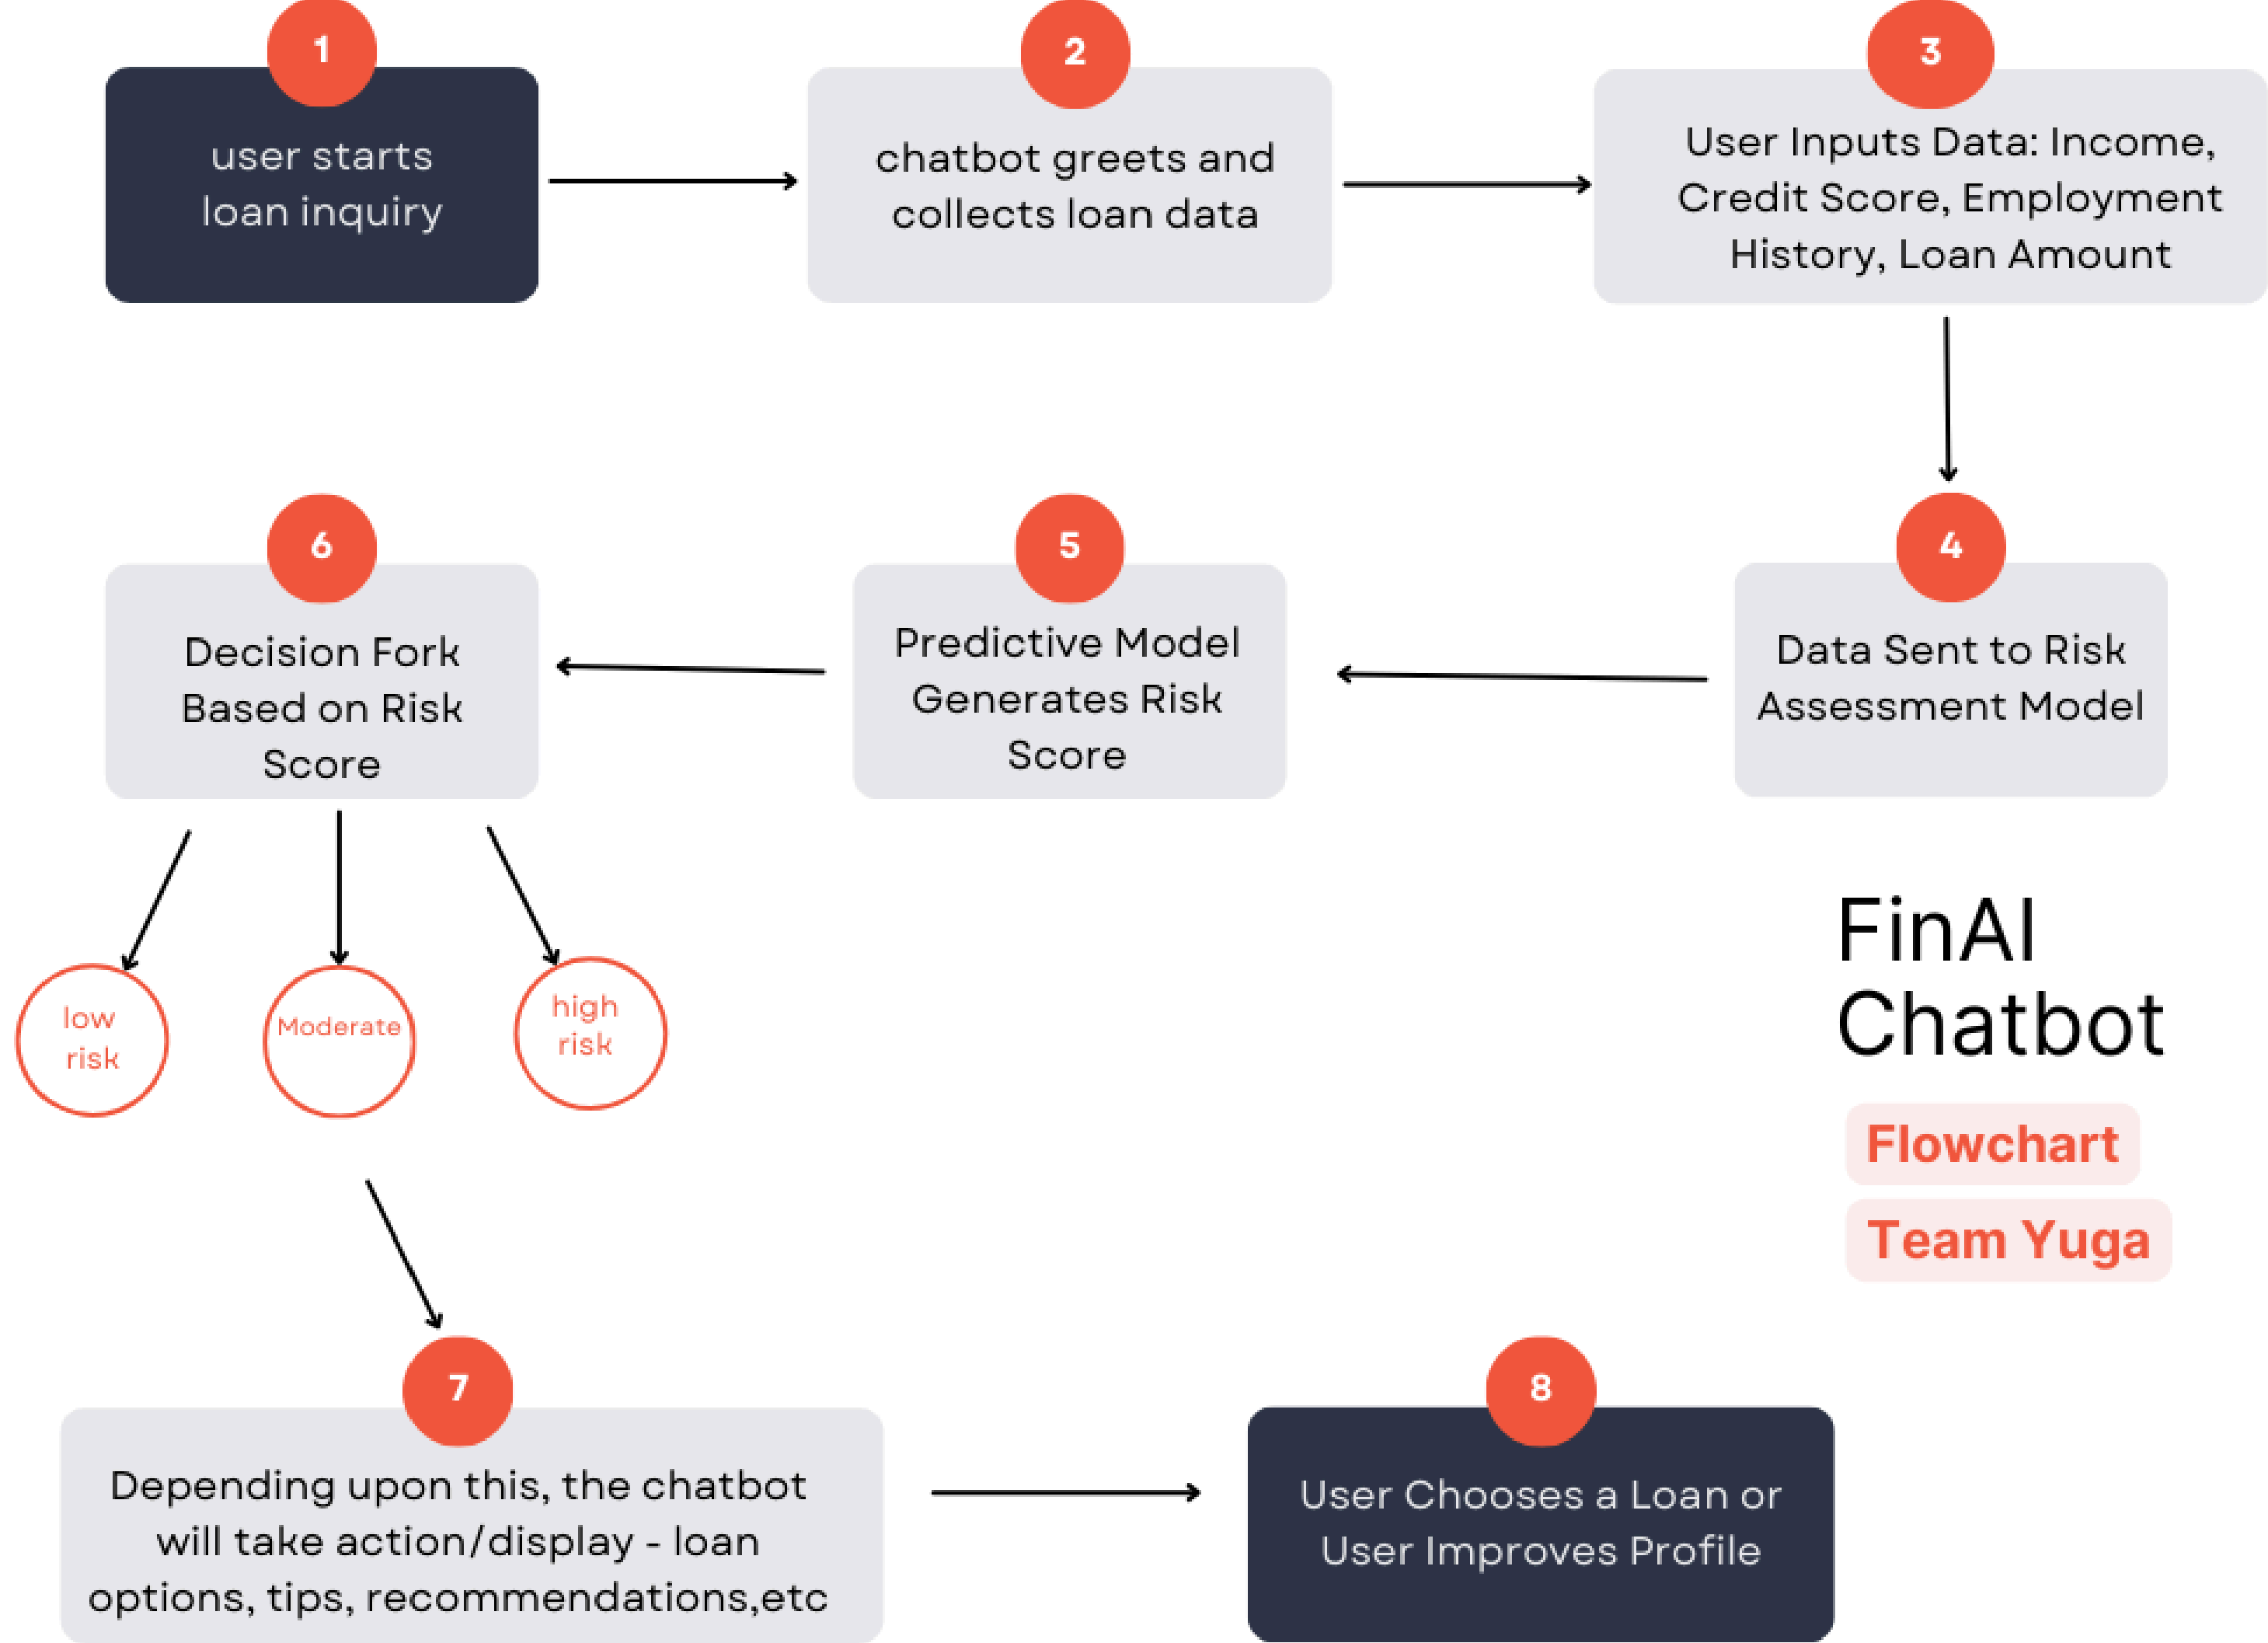 1
user starts
loan inquiry
2
chatbot greets and
collects loan data
3
User Inputs Data: Income,
Credit Score, Employment
History, Loan Amount
4
Data Sent to Risk
Assessment Model
5
Predictive Model
Generates Risk
Score
6
Decision Fork
Based on Risk
Score
low
risk
Moderate
high
risk
FinAI
Chatbot
Flowchart
Team Yuga
7
Depending upon this, the chatbot
will take action/display - loan
options, tips, recommendations,etc
8
User Chooses a Loan or
User Improves Profile